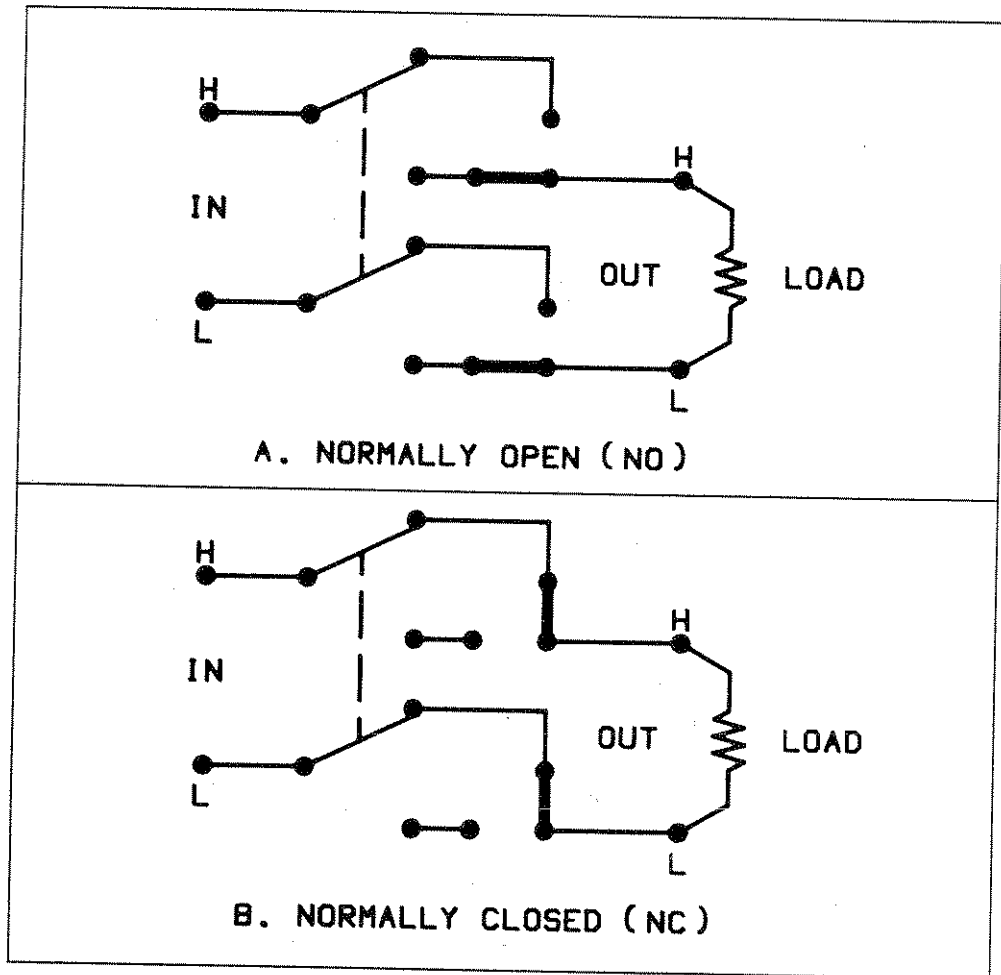 H
IN
H
OUT
LOAD
L
L
A. NORMALLY OPEN (NO)
H
IN
H
OUT
LOAD
L
L
B. NORMALLY CLOSED (NC)